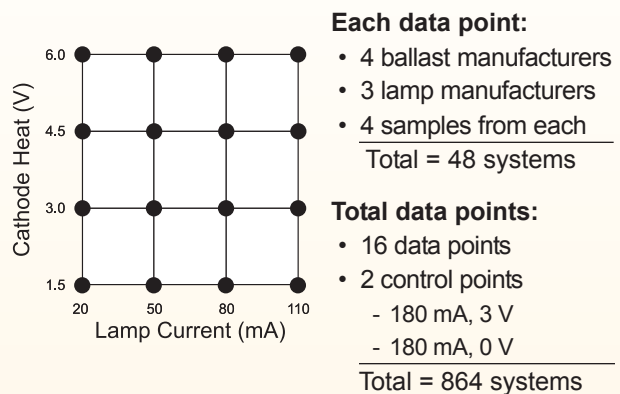 Cathode Heat (V)
6.0
4.5
3.0
1.5
20 50 80 110
Lamp Current (mA)
Each data point:
• 4 ballast manufacturers
• 3 lamp manufacturers
• 4 samples from each
Total = 48 systems
Total data points:
• 16 data points
• 2 control points
- 180 mA, 3 V
- 180 mA, 0 V
Total = 864 systems